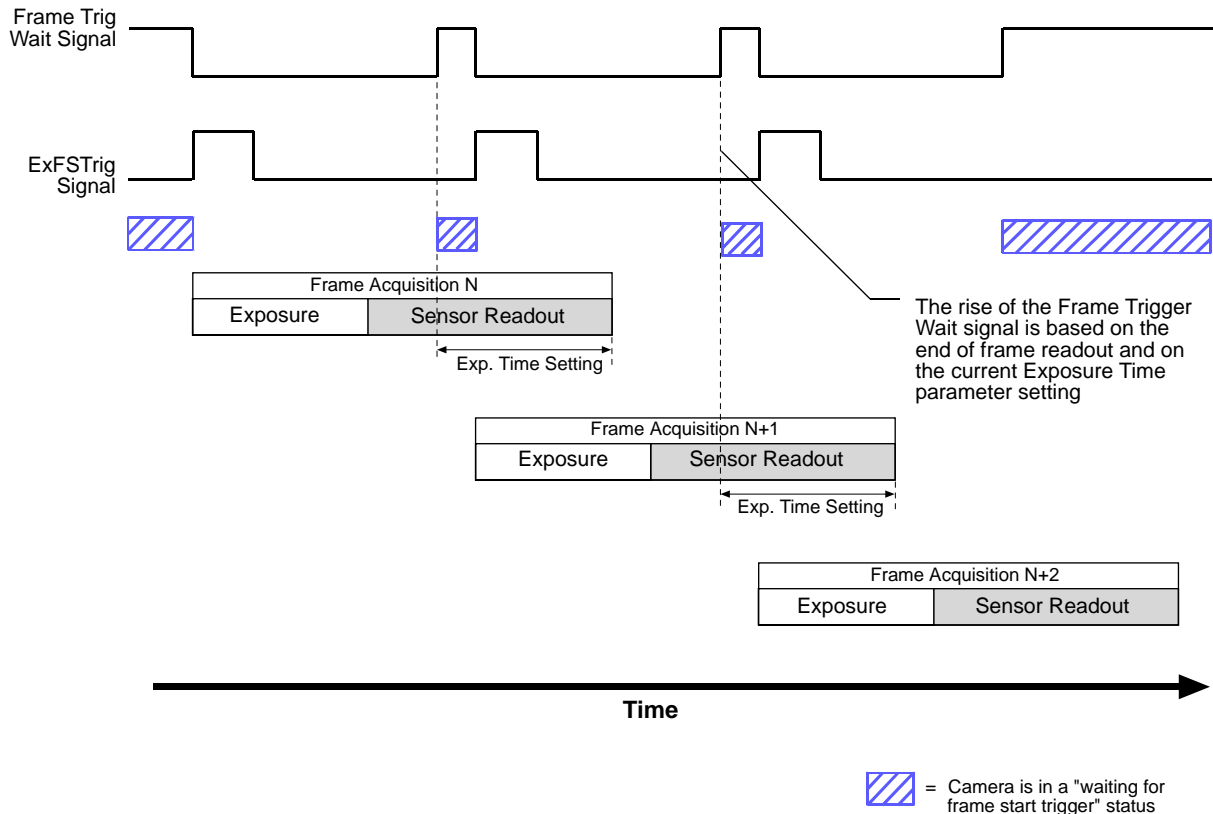 Frame Trig
Wait Signal
ExFSTrig
Signal
Frame Acquisition N
Exposure
Sensor Readout
Exp. Time Setting
The rise of the Frame Trigger
Wait signal is based on the
end of frame readout and on
the current Exposure Time
parameter setting
Frame Acquisition N+1
Exposure
Sensor Readout
Exp. Time Setting
Frame Acquisition N+2
Exposure
Sensor Readout
Time
= Camera is in a "waiting for
frame start trigger" status